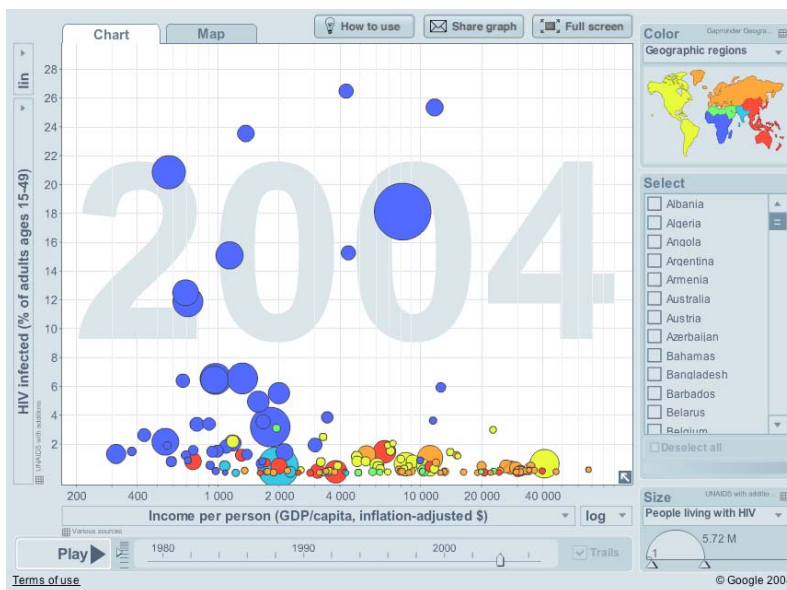 Chart
Map
How to use
Share graph
Full screen
Color
Gapminder Geogra...
Geographic regions
lin
HIV infected (% of adults ages 15-49)
UNAIDS with additions
28
26
24
22
20
18
16
14
12
10
8
6
4
2
2004
200
400
1 000
2 000
4 000
10 000
20 000
40 000
Select
Albania
Algeria
Angola
Argentina
Armenia
Australia
Austria
Azerbaijan
Bahamas
Bangladesh
Barbados
Belarus
Belgium
Deselect all
Income per person (GDP/capita, inflation-adjusted $)
log
Various sources
Size
UNAIDS with additio...
People living with HIV
5.72 M
1
Play
1980
1990
2000
Trails
Terms of use
© Google 200